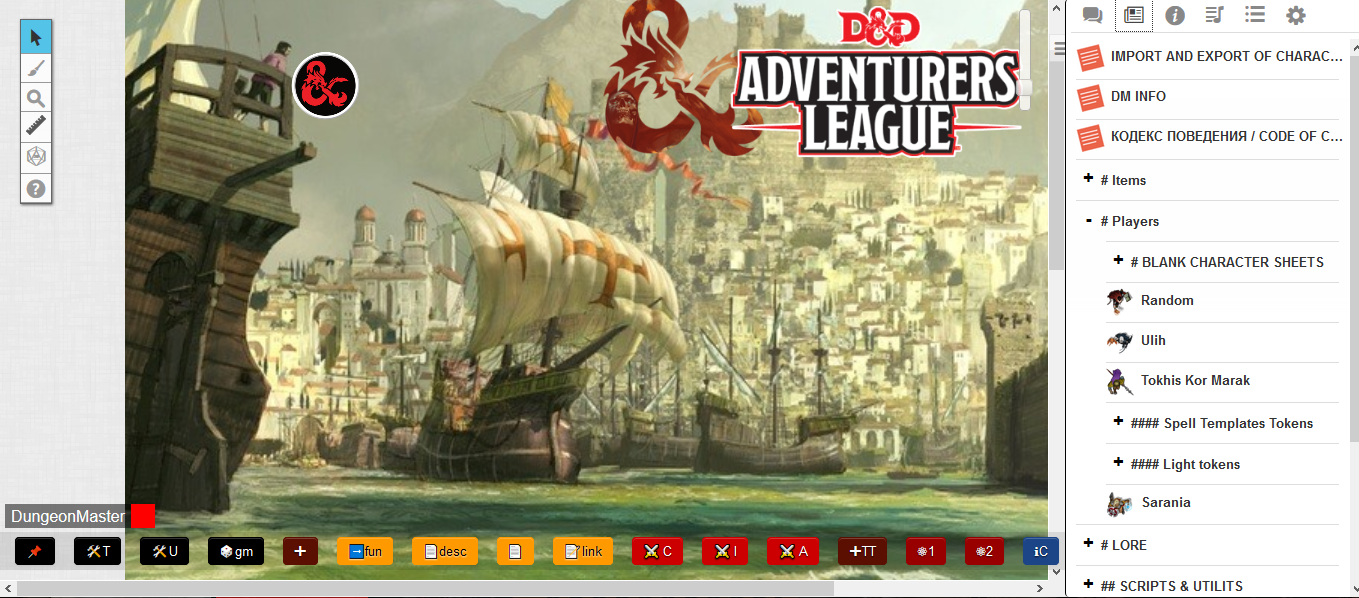 D&D
ADVENTURERS
LEAGUE
IMPORT AND EXPORT OF CHARAC...
DM INFO
КОДЕКС ПОВЕДЕНИЯ / CODE OF C...
+ # Items
- # Players
+ # BLANK CHARACTER SHEETS
Random
Ulih
Tokhis Kor Marak
+ #### Spell Templates Tokens
+ #### Light tokens
Sarania
+ # LORE
+ ## SCRIPTS & UTILITS
DungeonMaster
T
U
gm
+
fun
desc
link
C
I
A
+TT
1
2
iC